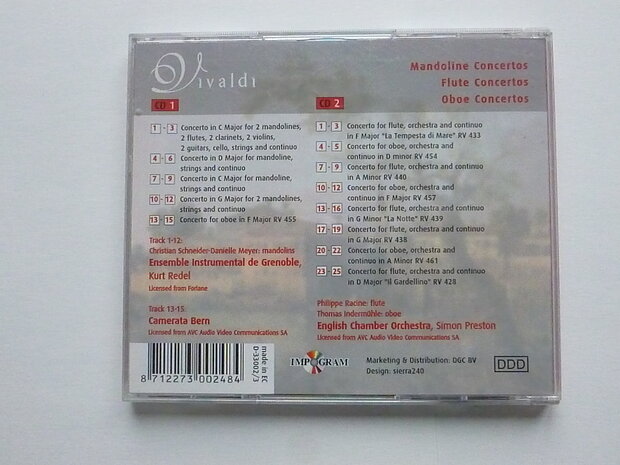 Vivaldi
Mandoline Concertos
Flute Concertos
Oboe Concertos
CD 1
1 - 3 Concerto in C Major for 2 mandolines,
2 flutes, 2 clarinets, 2 violins,
2 guitars, cello, strings and continuo
4 - 6 Concerto in D Major for mandoline,
strings and continuo
7 - 9 Concerto in C Major for mandoline,
strings and continuo
10 - 12 Concerto in G Major for 2 mandolines,
strings and continuo
13 - 15 Concerto for oboe in F Major RV 455
Track 1-12:
Christian Schneider-Danielle Meyer: mandolins
Ensemble Instrumental de Grenoble,
Kurt Redel
Licensed from Forlane
Track 13-15:
Camerata Bern
Licensed from AVC Audio Video Communications SA
CD 2
1 - 3 Concerto for flute, orchestra and continuo
in F Major "La Tempesta di Mare" RV 433
4 - 5 Concerto for oboe, orchestra and
continuo in D minor RV 454
7 - 9 Concerto for flute, orchestra and continuo
in A Minor RV 440
10 - 12 Concerto for oboe, orchestra and
continuo in F Major RV 457
13 - 16 Concerto for flute, orchestra and continuo
in G Minor "La Notte" RV 439
17 - 19 Concerto for flute, orchestra and continuo
in G Major RV 438
20 - 22 Concerto for oboe, orchestra and
continuo in A Minor RV 461
23 - 25 Concerto for flute, orchestra and continuo
in D Major "Il Gardellino" RV 428
Philippe Racine: flute
Thomas Indermühle: oboe
English Chamber Orchestra, Simon Preston
Licensed from AVC Audio Video Communications SA
8 712273 002484
made in EC
D-33002/3
IMPOGRAM
Marketing & Distribution: DGC BV
Design: sierra240
DDD